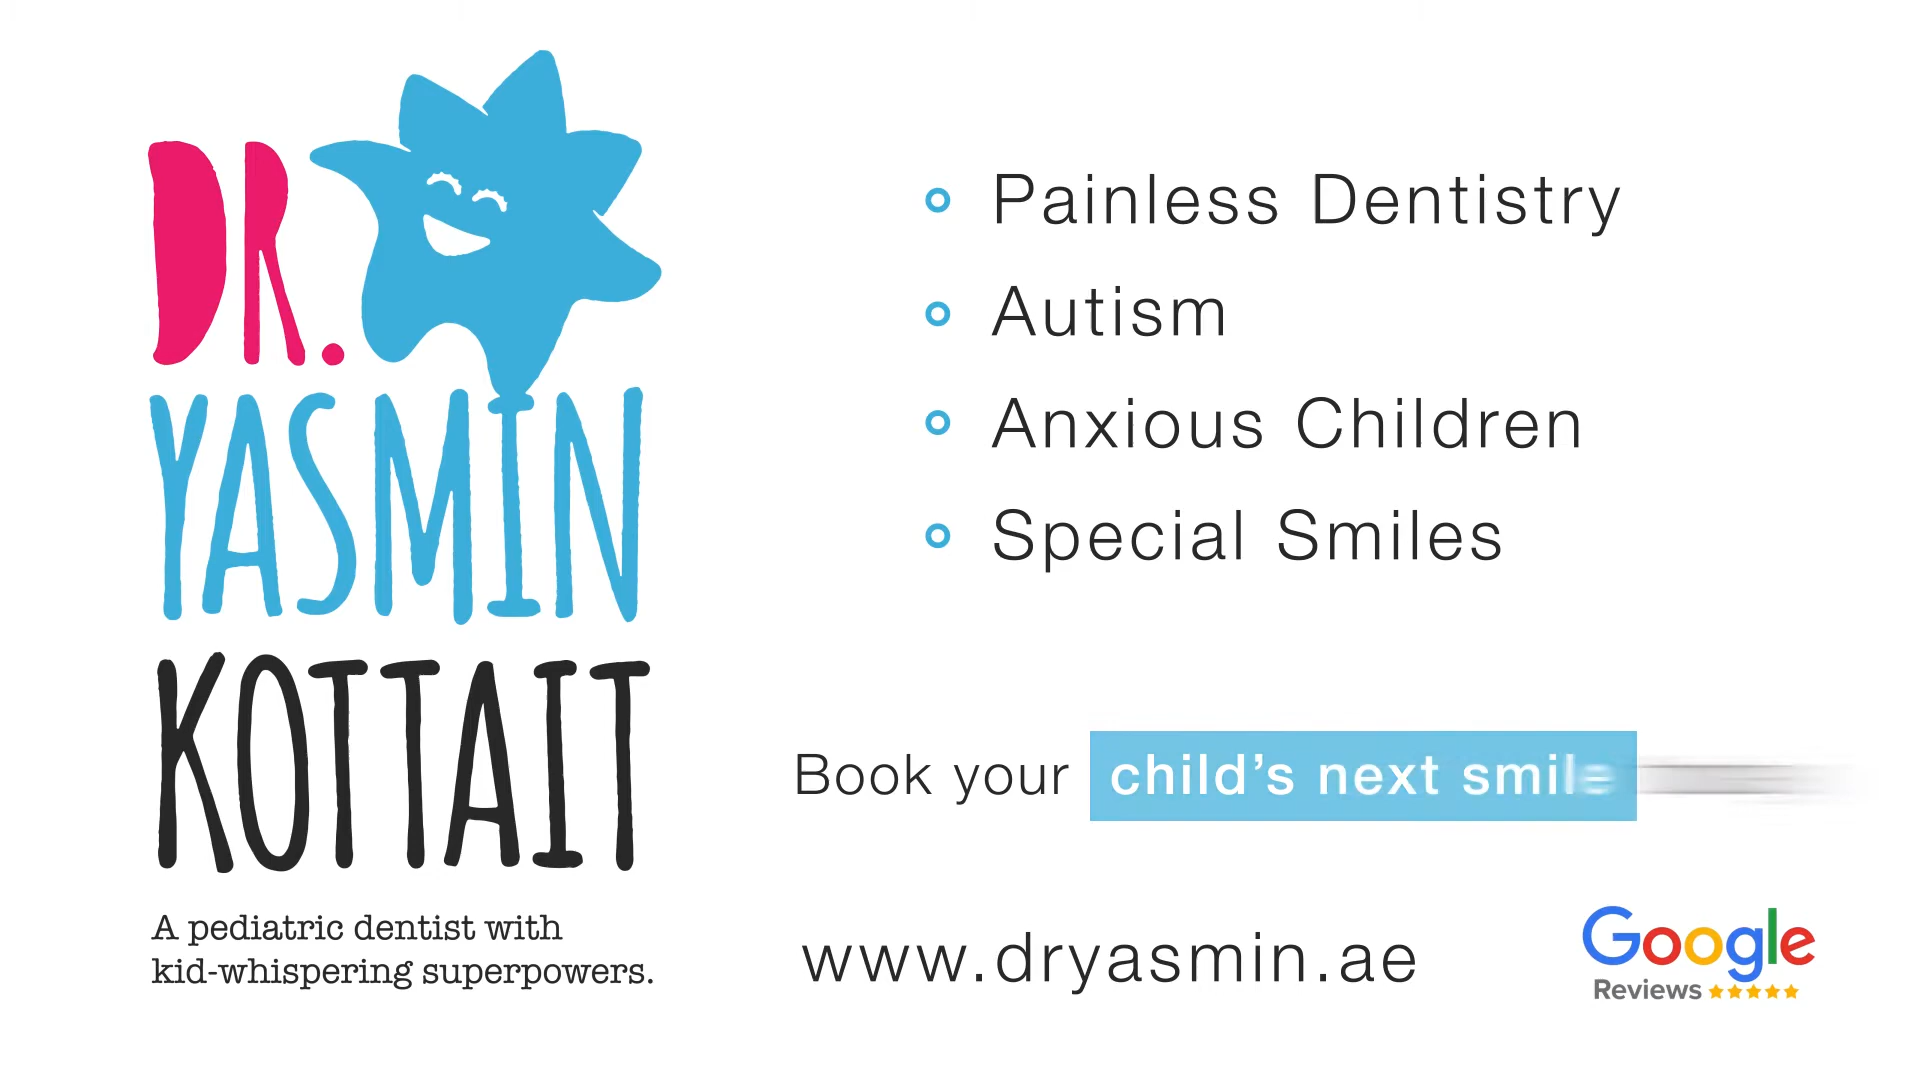 DR.
YASMIN
KOTTAIT
A pediatric dentist with
kid-whispering superpowers.
Painless Dentistry
Autism
Anxious Children
Special Smiles
Book your child's next smile
www.dryasmin.ae
Google
Reviews